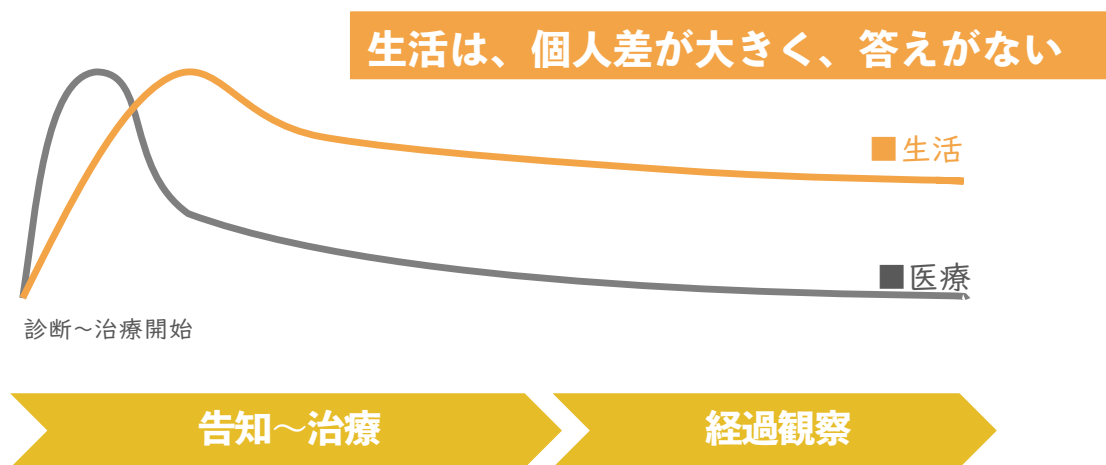 生活は、個人差が大きく、答えがない
■生活
■医療
診断~治療開始
告知～治療
経過観察